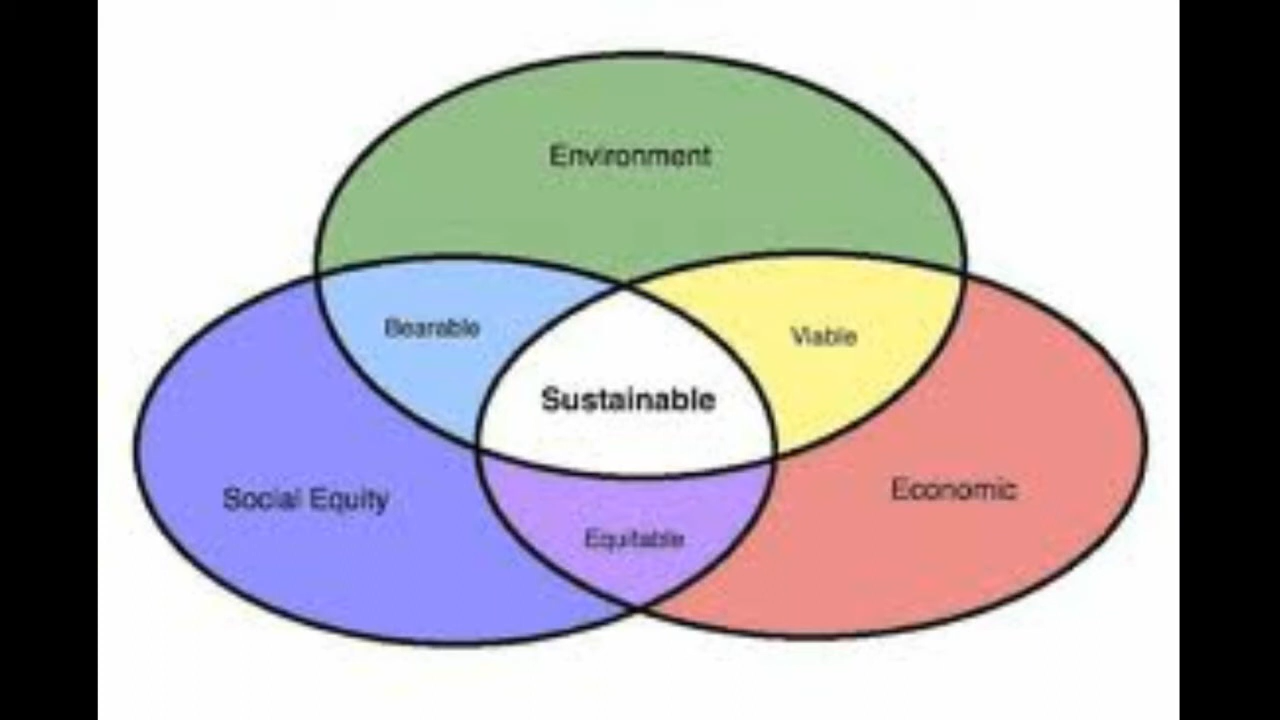 Environment
Bearable
Viable
Sustainable
Social Equity
Economic
Equitable